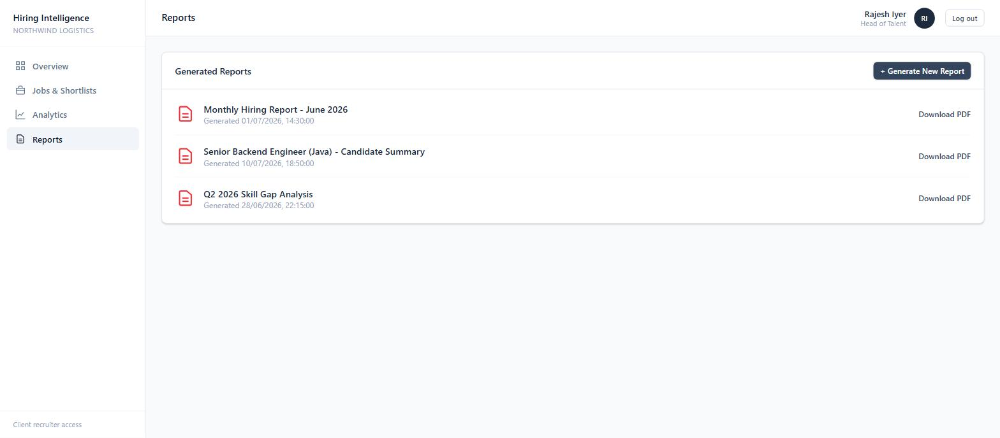 Hiring Intelligence
NORTHWIND LOGISTICS
Overview
Jobs & Shortlists
Analytics
Reports
Client recruiter access
Reports
Rajesh Iyer
Head of Talent
RI
Log out
Generated Reports
+ Generate New Report
Monthly Hiring Report - June 2026
Generated 01/07/2026, 14:30:00
Download PDF
Senior Backend Engineer (Java) - Candidate Summary
Generated 10/07/2026, 18:50:00
Download PDF
Q2 2026 Skill Gap Analysis
Generated 28/06/2026, 22:15:00
Download PDF